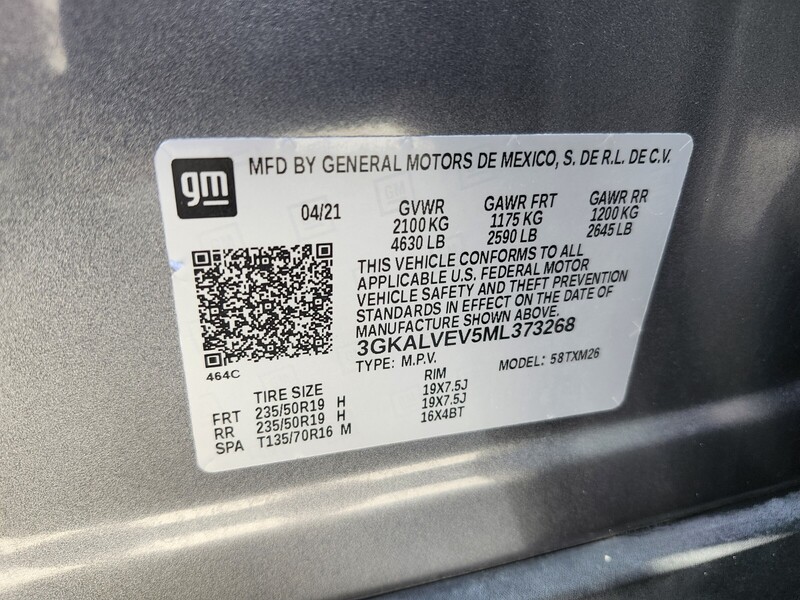 gm
MFD BY GENERAL MOTORS DE MEXICO, S. DE R.L. DE C.V.
04/21 GVWR GAWR FRT GAWR RR
2100 KG 1175 KG 1200 KG
4630 LB 2590 LB 2645 LB
THIS VEHICLE CONFORMS TO ALL
APPLICABLE U.S. FEDERAL MOTOR
VEHICLE SAFETY AND THEFT PREVENTION
STANDARDS IN EFFECT ON THE DATE OF
MANUFACTURE SHOWN ABOVE.
3GKALVEV5ML373268
TYPE: M.P.V. MODEL: 58TXM26
464C
TIRE SIZE RIM
FRT 235/50R19 H 19X7.5J
RR 235/50R19 H 19X7.5J
SPA T135/70R16 M 16X4BT